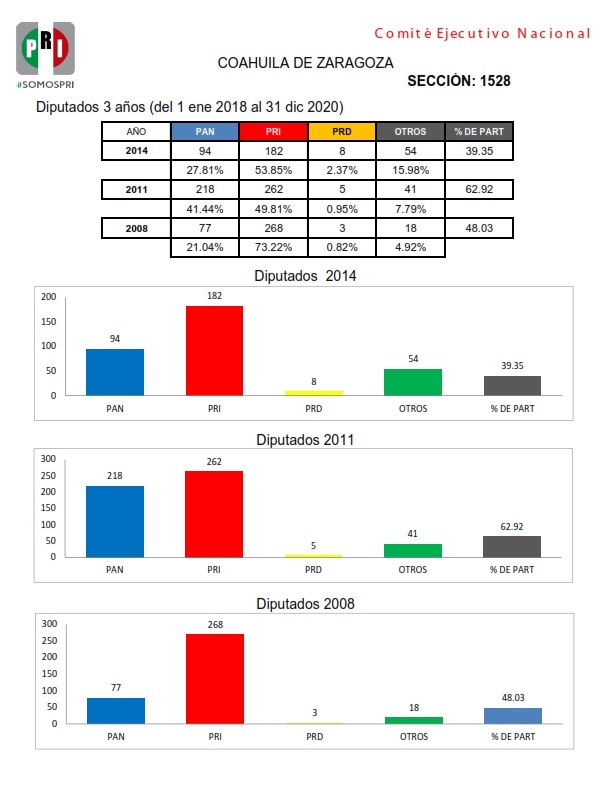 PRI
#SOMOSPRI
Comité Ejecutivo Nacional
COAHUILA DE ZARAGOZA
SECCIÓN: 1528
Diputados 3 años (del 1 ene 2018 al 31 dic 2020)
AÑO PAN PRI PRD OTROS % DE PART
2014 94 182 8 54 39.35
27.81% 53.85% 2.37% 15.98%
2011 218 262 5 41 62.92
41.44% 49.81% 0.95% 7.79%
2008 77 268 3 18 48.03
21.04% 73.22% 0.82% 4.92%
Diputados 2014
200
150
100
50
0
94 182 8 54 39.35
PAN PRI PRD OTROS % DE PART
Diputados 2011
300
250
200
150
100
50
0
218 262 5 41 62.92
PAN PRI PRD OTROS % DE PART
Diputados 2008
300
250
200
150
100
50
0
77 268 3 18 48.03
PAN PRI PRD OTROS % DE PART